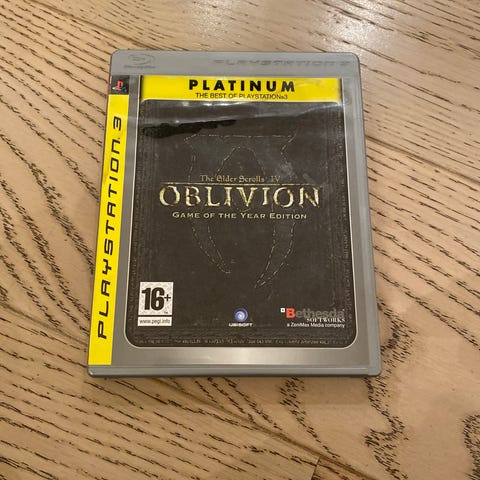 PLAYSTATION 3
PLATINUM
THE BEST OF PLAYSTATION®3
PLAYSTATION 3
The Elder Scrolls IV
OBLIVION
GAME OF THE YEAR EDITION
16+
www.pegi.info
UBISOFT
Bethesda
SOFTWORKS
a ZeniMax Media company